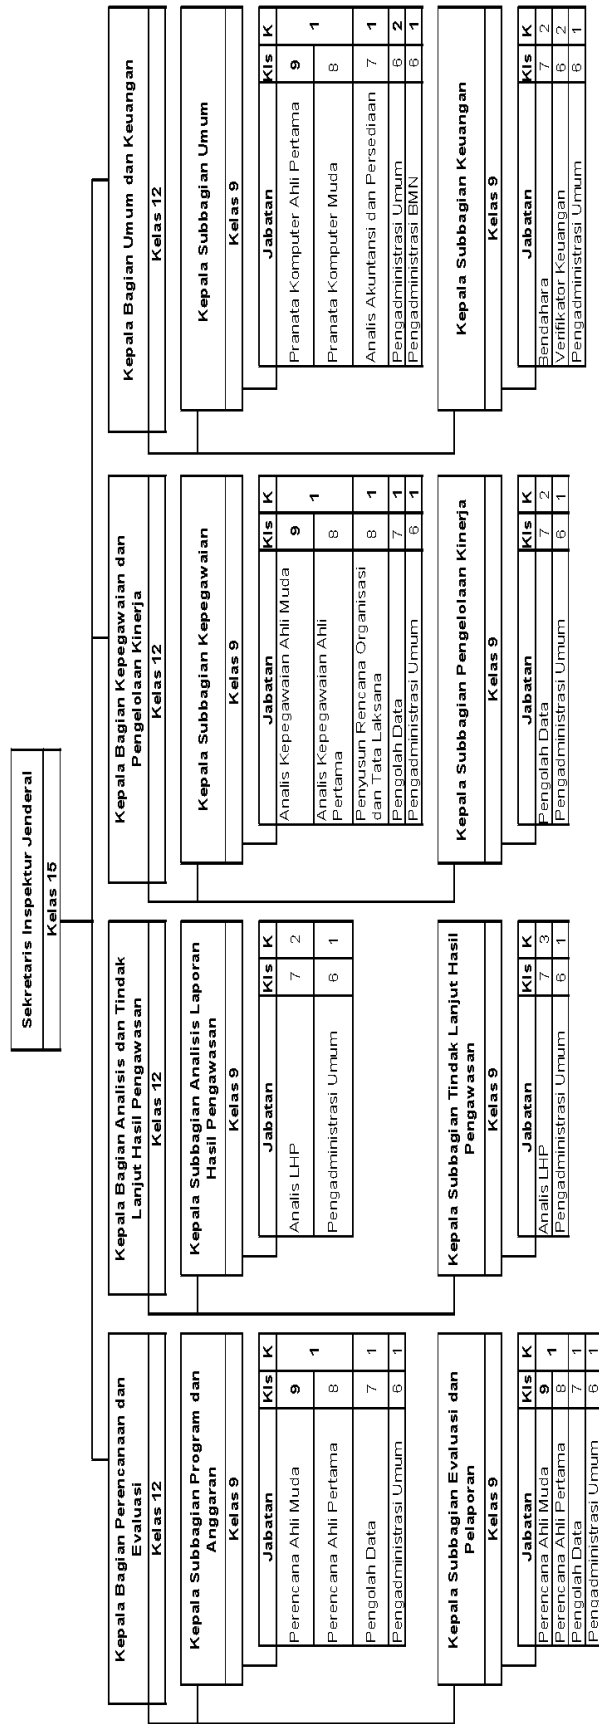 Sekretaris Inspektur Jenderal
Kelas 15
Kepala Bagian Perencanaan dan
Evaluasi
Kelas 12
Kepala Subbagian Program dan
Anggaran
Kelas 9
Jabatan Kls K
Perencana Ahli Muda 9 1
Perencana Ahli Pertama 8
Pengolah Data 7 1
Pengadministrasi Umum 6 1
Kepala Subbagian Evaluasi dan
Pelaporan
Kelas 9
Jabatan Kls K
Perencana Ahli Muda 9 1
Perencana Ahli Pertama 8
Pengolah Data 7 1
Pengadministrasi Umum 6 1
Kepala Bagian Analisis dan Tindak
Lanjut Hasil Pengawasan
Kelas 12
Kepala Subbagian Analisis Laporan
Hasil Pengawasan
Kelas 9
Jabatan Kls K
Analis LHP 7 2
Pengadministrasi Umum 6 1
Kepala Subbagian Tindak Lanjut Hasil
Pengawasan
Kelas 9
Jabatan Kls K
Analis LHP 7 3
Pengadministrasi Umum 6 1
Kepala Bagian Kepegawaian dan
Pengelolaan Kinerja
Kelas 12
Kepala Subbagian Kepegawaian
Kelas 9
Jabatan Kls K
Analis Kepegawaian Ahli Muda 9 1
Analis Kepegawaian Ahli
Pertama 8
Penyusun Rencana Organisasi
dan Tata Laksana 8 1
Pengolah Data 7 1
Pengadministrasi Umum 6 1
Kepala Subbagian Pengelolaan Kinerja
Kelas 9
Jabatan Kls K
Pengolah Data 7 2
Pengadministrasi Umum 6 1
Kepala Bagian Umum dan Keuangan
Kelas 12
Kepala Subbagian Umum
Kelas 9
Jabatan Kls K
Pranata Komputer Ahli Pertama 9 1
Pranata Komputer Muda 8
Analis Akuntansi dan Persediaan 7 1
Pengadministrasi Umum 6 2
Pengadministrasi BMN 6 1
Kepala Subbagian Keuangan
Kelas 9
Jabatan Kls K
Bendahara 7 2
Verifikator Keuangan 6 2
Pengadministrasi Umum 6 1